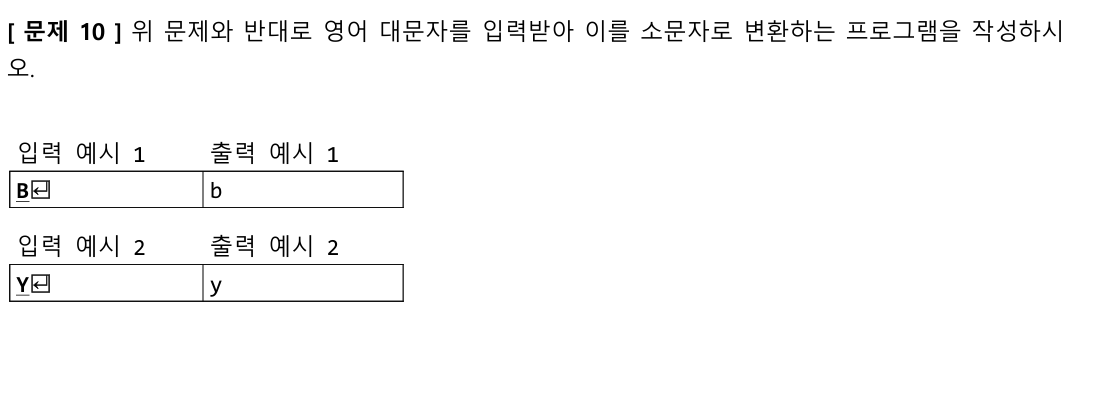 [ 문제 10 ] 위 문제와 반대로 영어 대문자를 입력받아 이를 소문자로 변환하는 프로그램을 작성하시
오.
입력 예시 1 출력 예시 1
B↵ b
입력 예시 2 출력 예시 2
Y↵ y